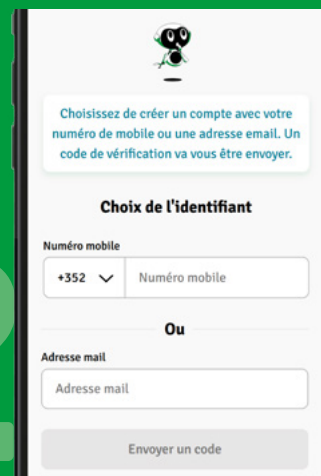 Choisissez de créer un compte avec votre
numéro de mobile ou une adresse email. Un
code de vérification va vous être envoyer.
Choix de l'identifiant
Numéro mobile
+352 Numéro mobile
Ou
Adresse mail
Adresse mail
Envoyer un code